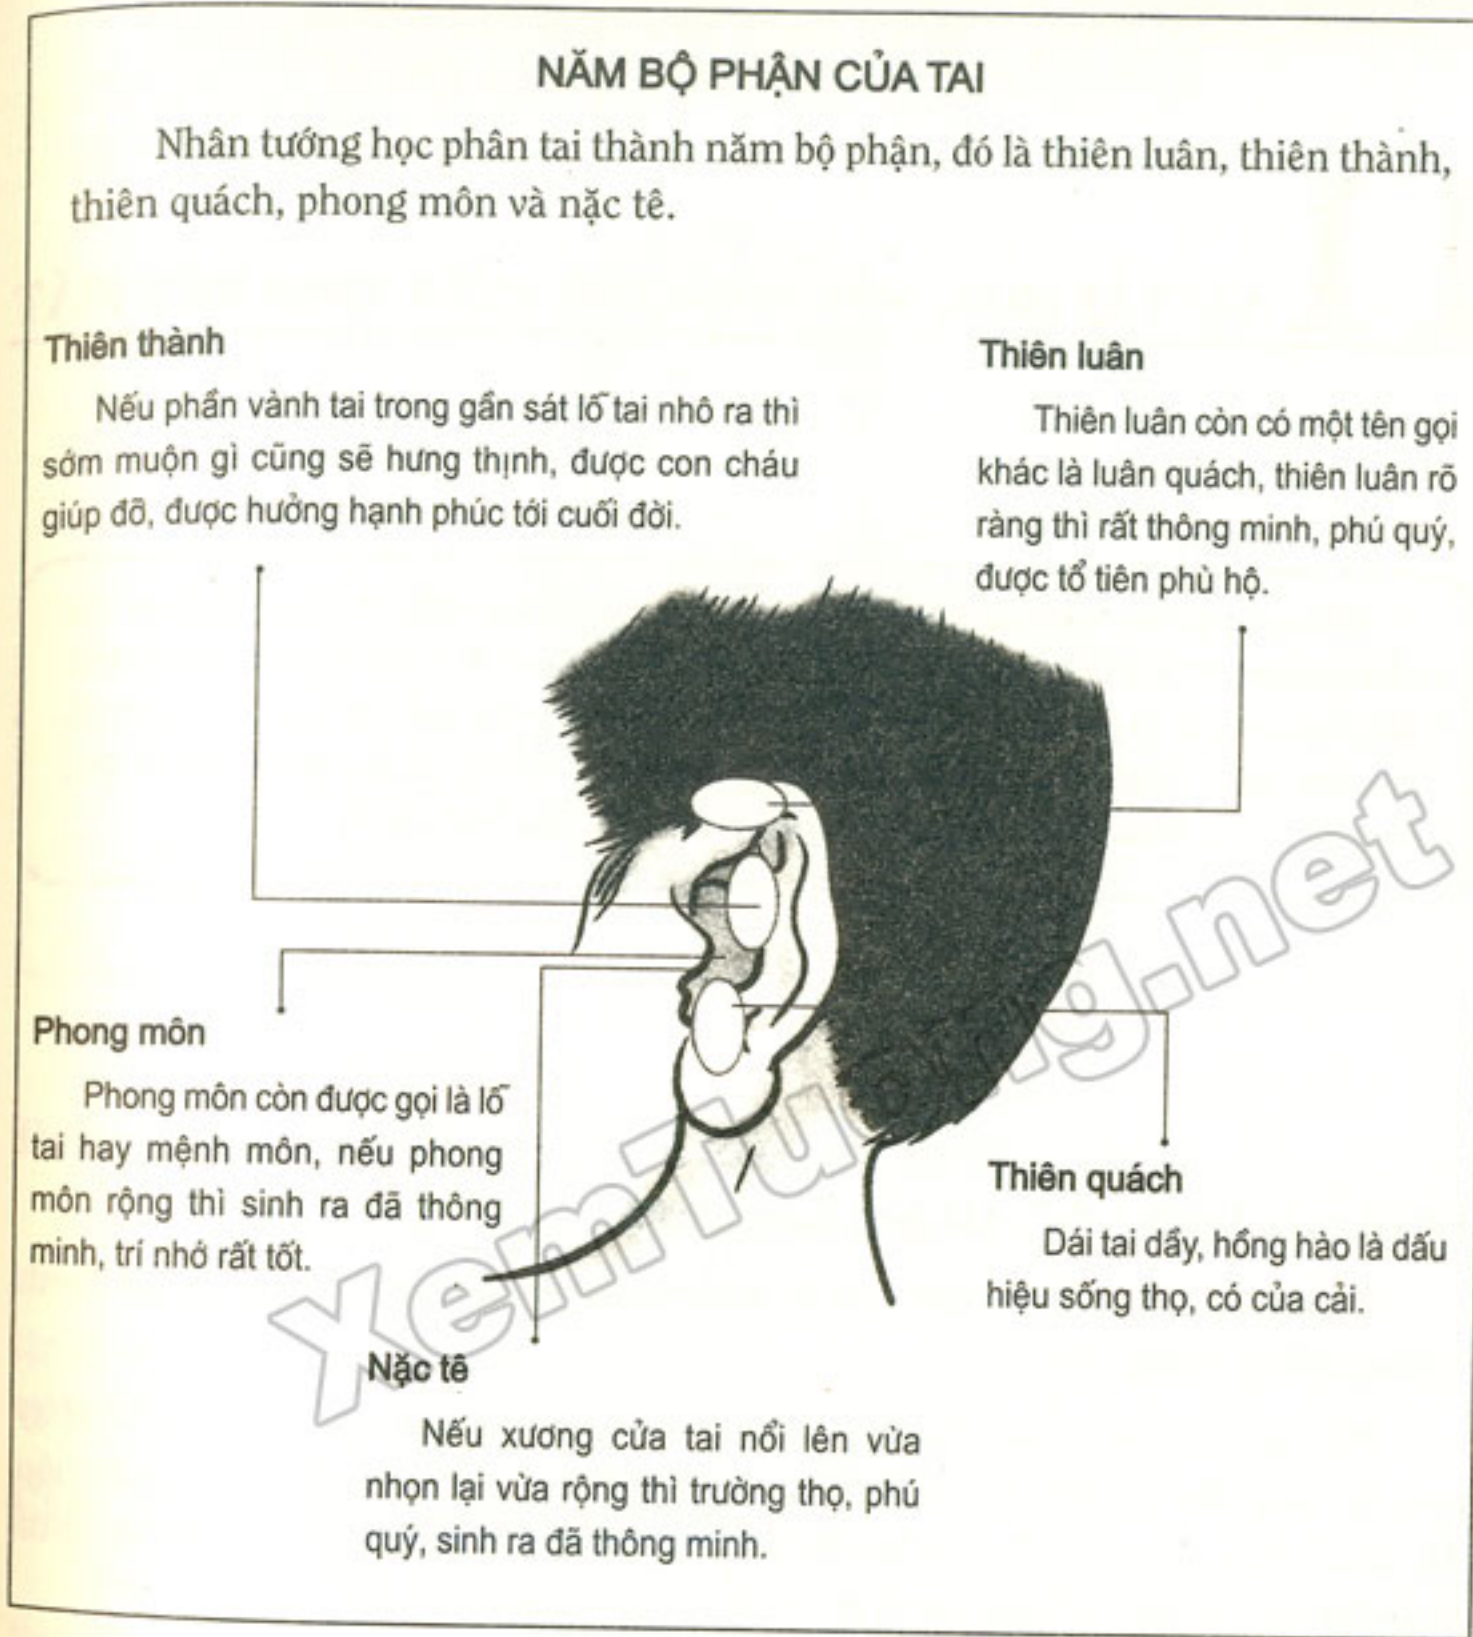 NĂM BỘ PHẬN CỦA TAI
Nhân tướng học phân tai thành năm bộ phận, đó là thiên luân, thiên thành,
thiên quách, phong môn và nặc tê.
Thiên thành
Nếu phần vành tai trong gần sát lỗ tai nhô ra thì
sớm muộn gì cũng sẽ hưng thịnh, được con cháu
giúp đỡ, được hưởng hạnh phúc tới cuối đời.
Thiên luân
Thiên luân còn có một tên gọi
khác là luân quách, thiên luân rõ
ràng thì rất thông minh, phú quý,
được tổ tiên phù hộ.
Phong môn
Phong môn còn được gọi là lỗ
tai hay mệnh môn, nếu phong
môn rộng thì sinh ra đã thông
minh, trí nhớ rất tốt.
Thiên quách
Dái tai dầy, hồng hào là dấu
hiệu sống thọ, có của cải.
Nặc tê
Nếu xương cửa tai nổi lên vừa
nhọn lại vừa rộng thì trường thọ, phú
quý, sinh ra đã thông minh.
XemTuong.net